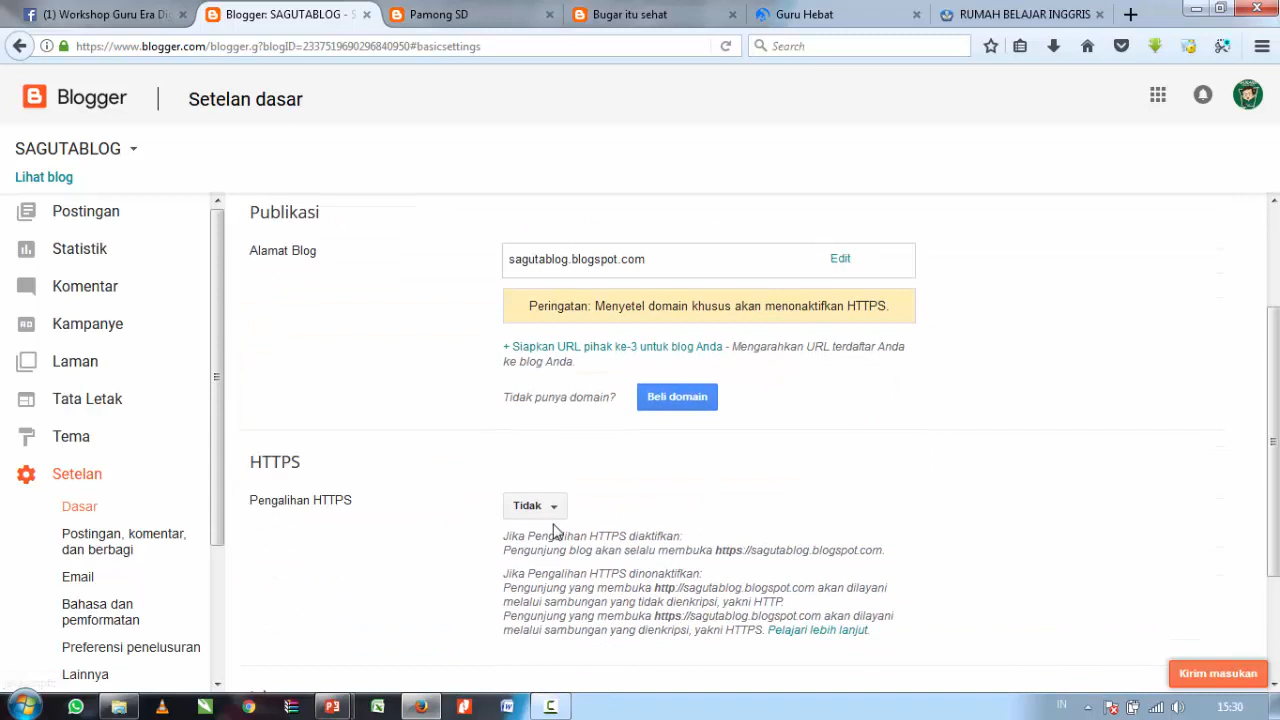 (1) Workshop Guru Era Dig
Blogger: SAGUTABLOG - S
Pamong SD
Bugar itu sehat
Guru Hebat
RUMAH BELAJAR INGGRIS
https://www.blogger.com/blogger.g?blogID=2337519690296840950#basicsettings
Search
Blogger
Setelan dasar
SAGUTABLOG
Lihat blog
Postingan
Statistik
Komentar
Kampanye
Laman
Tata Letak
Tema
Setelan
Dasar
Postingan, komentar,
dan berbagi
Email
Bahasa dan
pemformatan
Preferensi penelusuran
Lainnya
Publikasi
Alamat Blog
sagutablog.blogspot.com
Edit
Peringatan: Menyetel domain khusus akan menonaktifkan HTTPS.
+ Siapkan URL pihak ke-3 untuk blog Anda - Mengarahkan URL terdaftar Anda
ke blog Anda.
Tidak punya domain?
Beli domain
HTTPS
Pengalihan HTTPS
Tidak
Jika Pengalihan HTTPS diaktifkan:
Pengunjung blog akan selalu membuka https://sagutablog.blogspot.com.
Jika Pengalihan HTTPS dinonaktifkan:
Pengunjung yang membuka http://sagutablog.blogspot.com akan dilayani
melalui sambungan yang tidak dienkripsi, yakni HTTP.
Pengunjung yang membuka https://sagutablog.blogspot.com akan dilayani
melalui sambungan yang dienkripsi, yakni HTTPS. Pelajari lebih lanjut.
Kirim masukan
IN
15:30